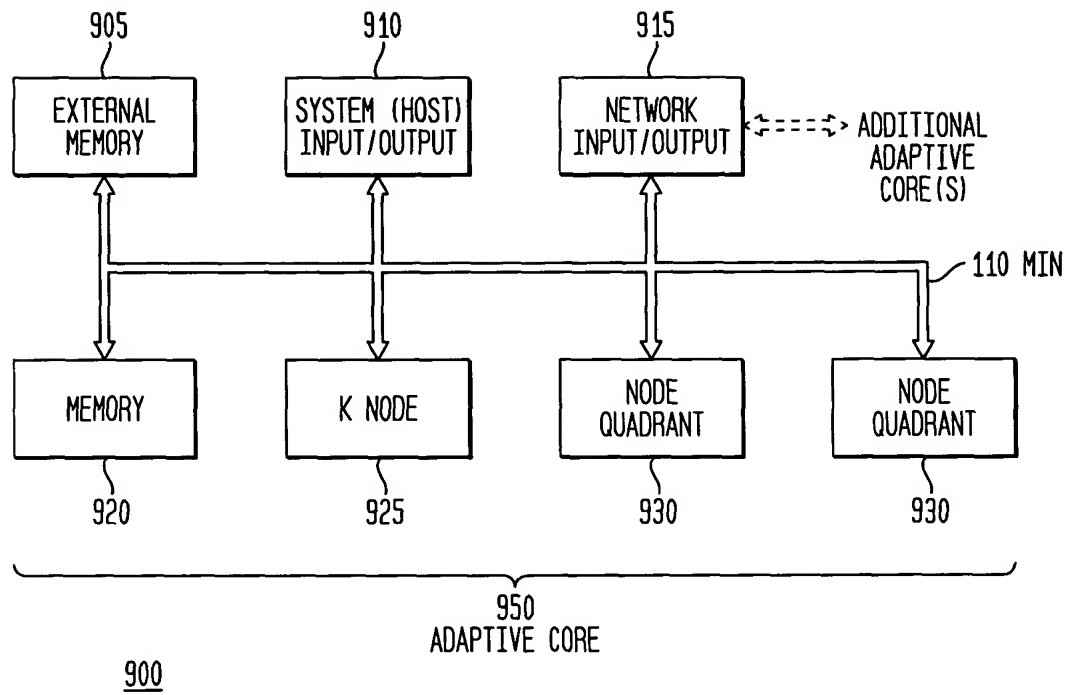 905
910
915
EXTERNAL
MEMORY
SYSTEM (HOST)
INPUT/OUTPUT
NETWORK
INPUT/OUTPUT
ADDITIONAL
ADAPTIVE
CORE(S)
110 MIN
MEMORY
K NODE
NODE
QUADRANT
NODE
QUADRANT
920
925
930
930
950
ADAPTIVE CORE
900